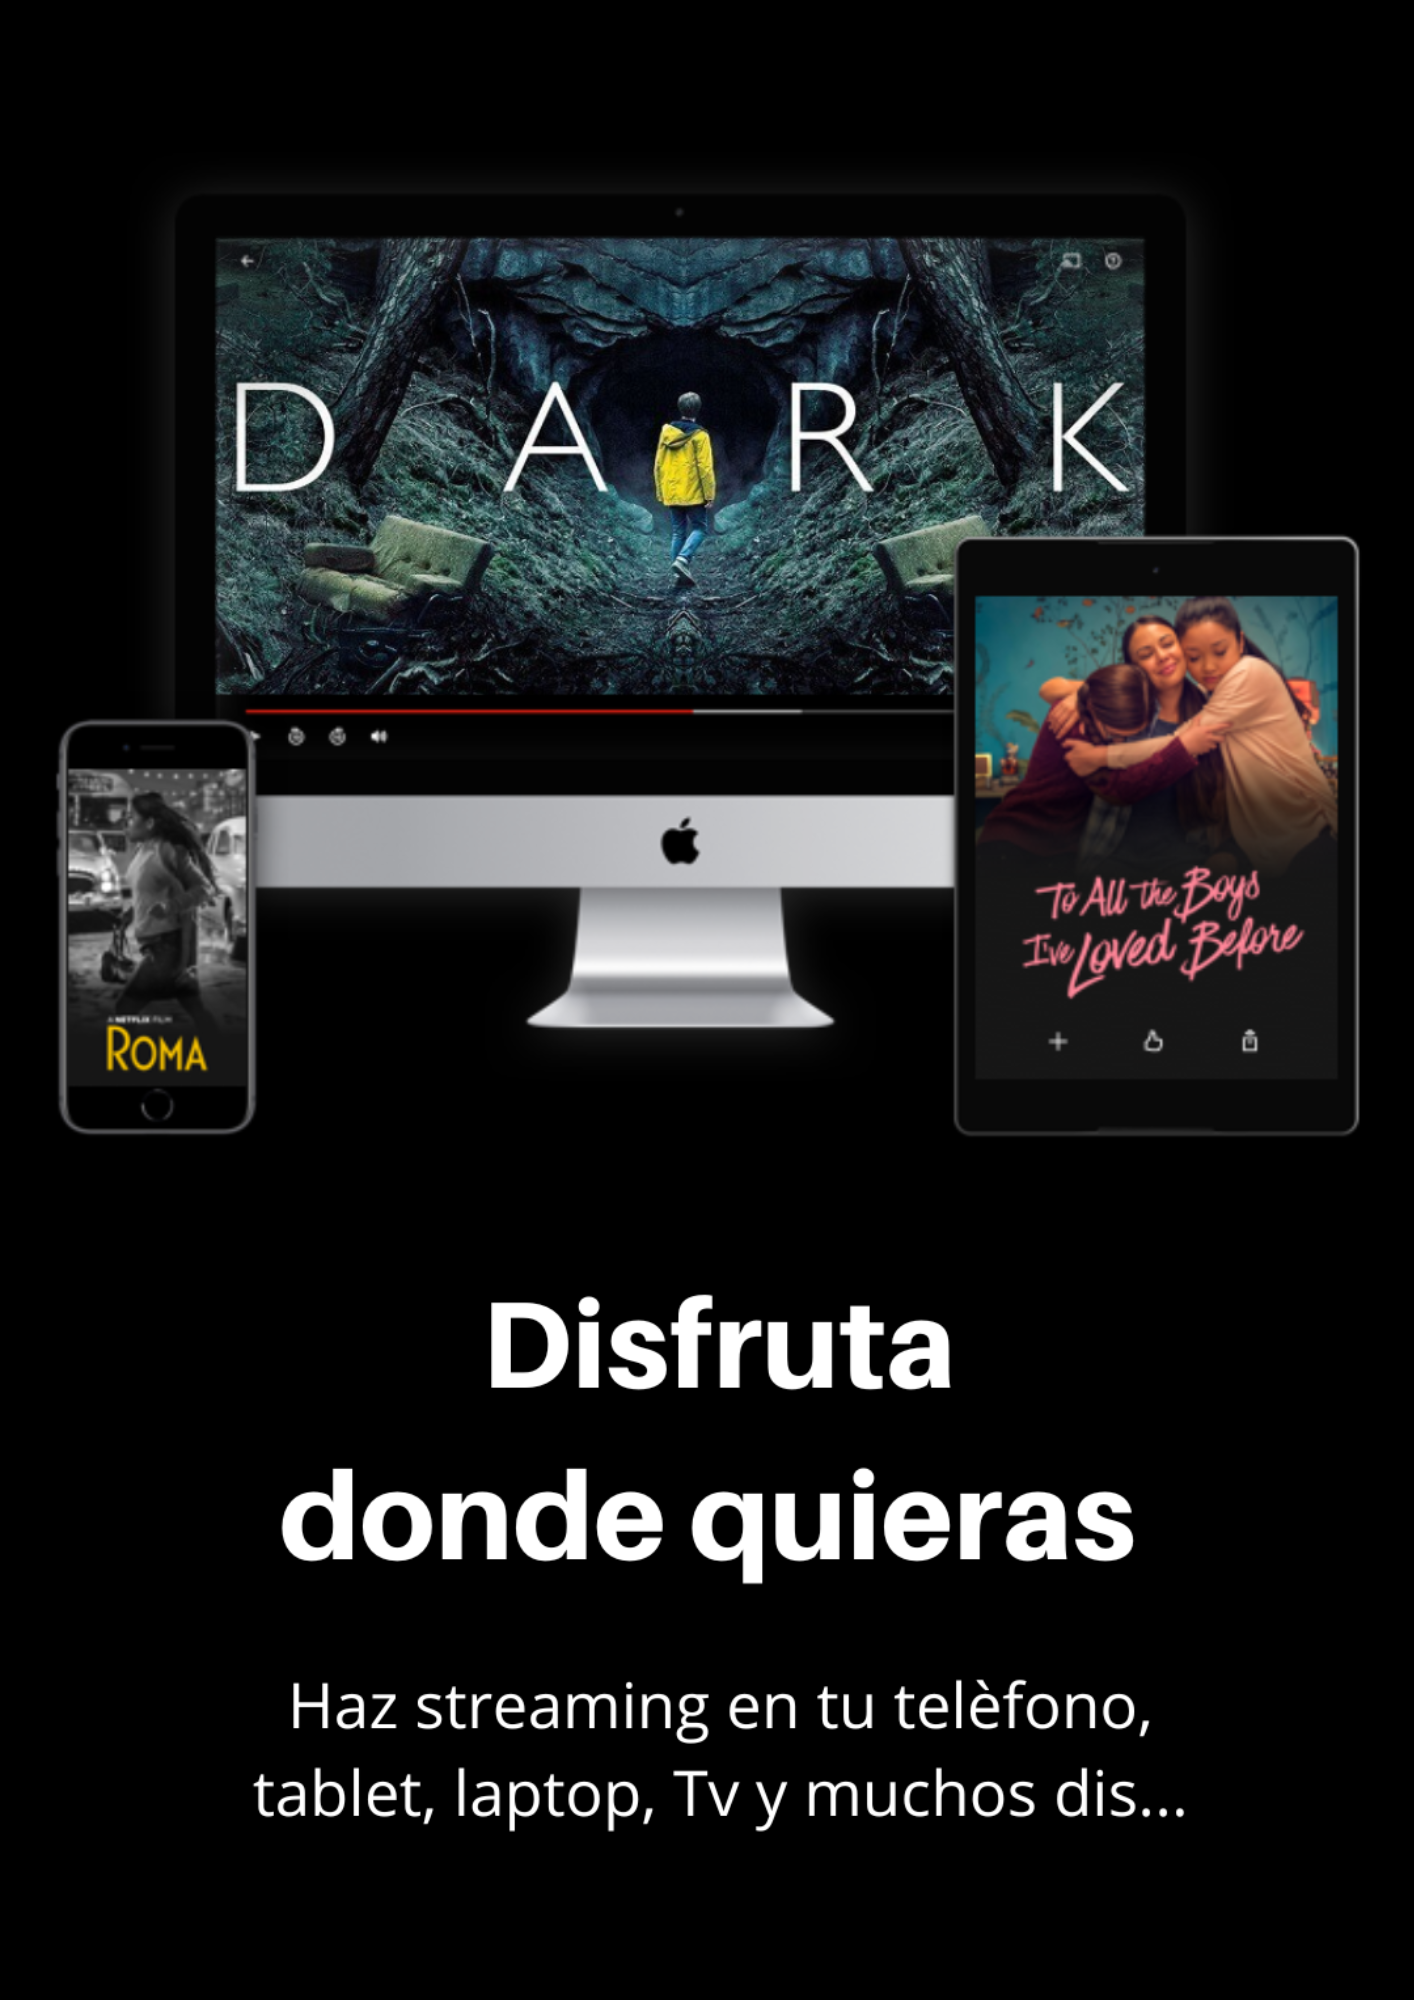 D A R K
To All the Boys
I've Loved Before
A NETFLIX FILM
ROMA
Disfruta
donde quieras
Haz streaming en tu telèfono,
tablet, laptop, Tv y muchos dis...